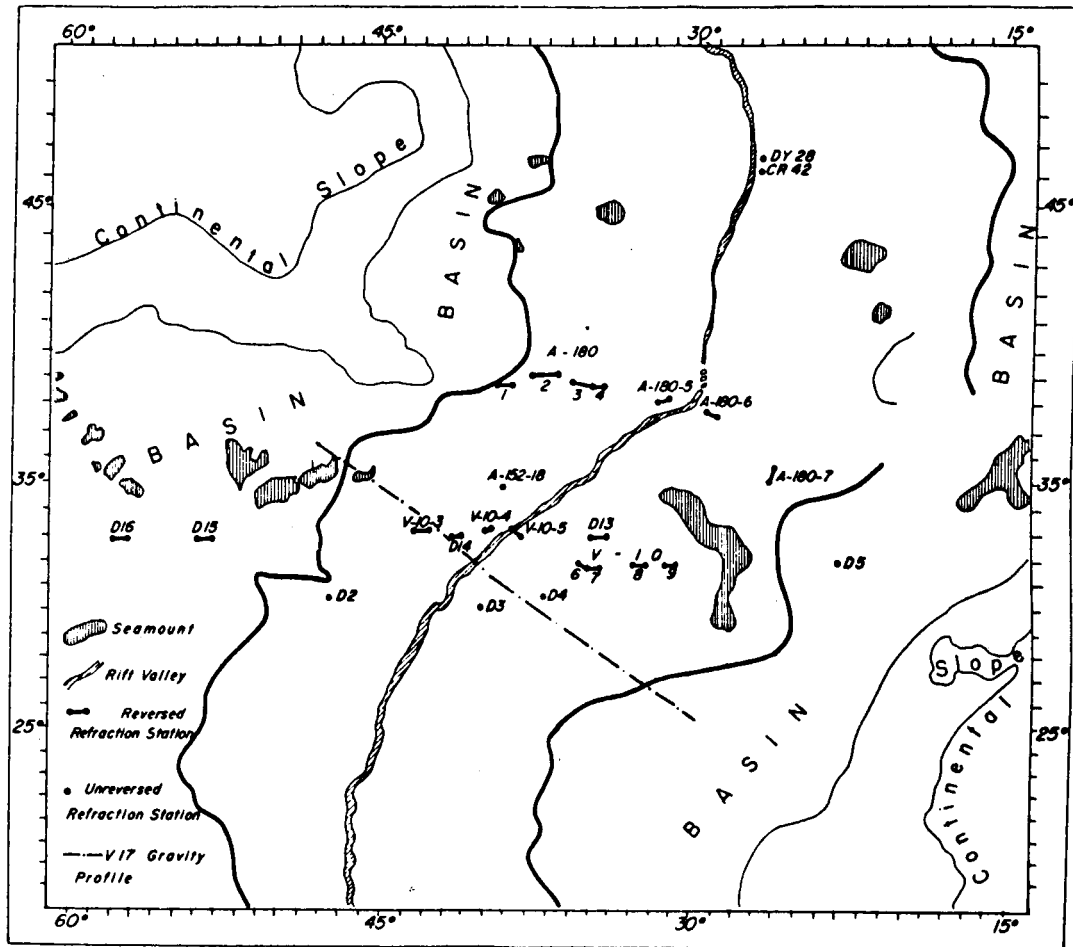 60° 45° 30° 15°
Continental Slope
BASIN
DY 28
CR 42
45° 45°
BASIN
A-180
1 2 3 4
A-180-5
A-180-6
BASIN
35° 35°
A-152-18
A-180-7
D16 D15
V-10-3 V-10-4 V-10-5 D13
D14
V-10
6 7 8 9
D5
D2 D3 D4
Seamount
Rift Valley
Reversed
Refraction Station
Unreversed
Refraction Station
V17 Gravity
Profile
25° 25°
BASIN
Slope
Continental
60° 45° 30° 15°